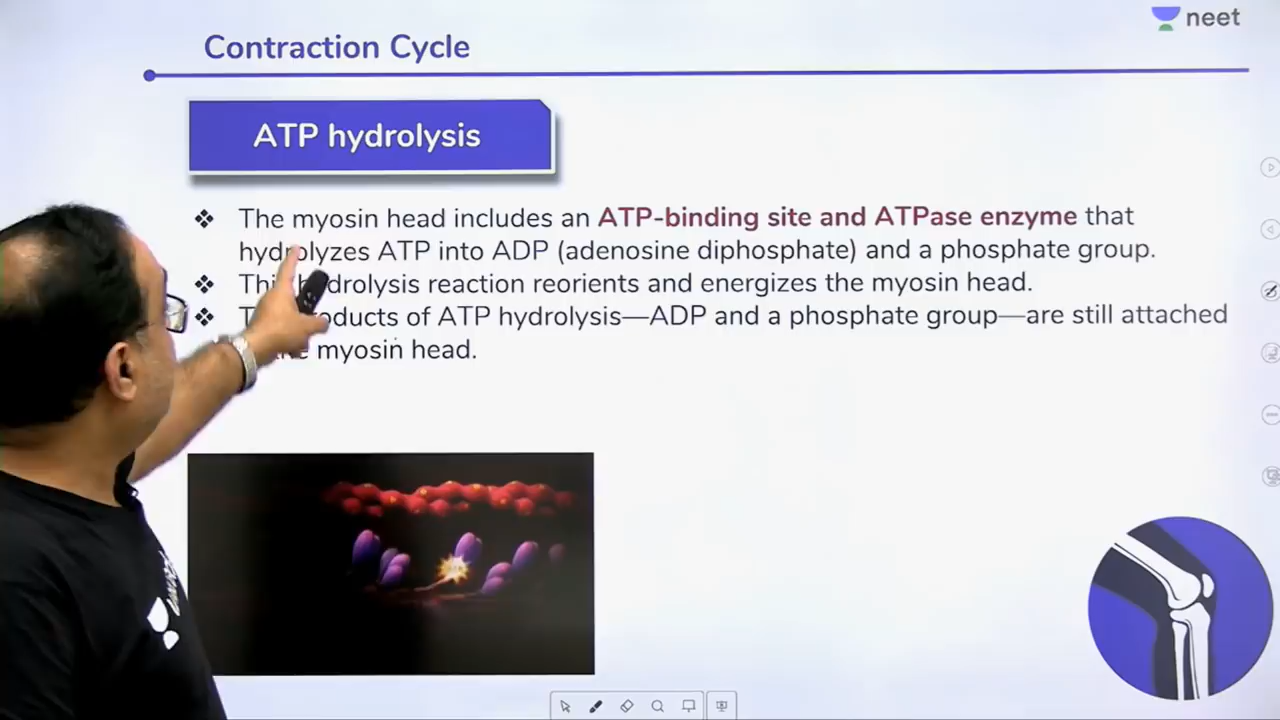 neet
Contraction Cycle
ATP hydrolysis
❖ The myosin head includes an ATP-binding site and ATPase enzyme that
hydrolyzes ATP into ADP (adenosine diphosphate) and a phosphate group.
❖ hydrolysis reaction reorients and energizes the myosin head.
❖ products of ATP hydrolysis—ADP and a phosphate group—are still attached
myosin head.